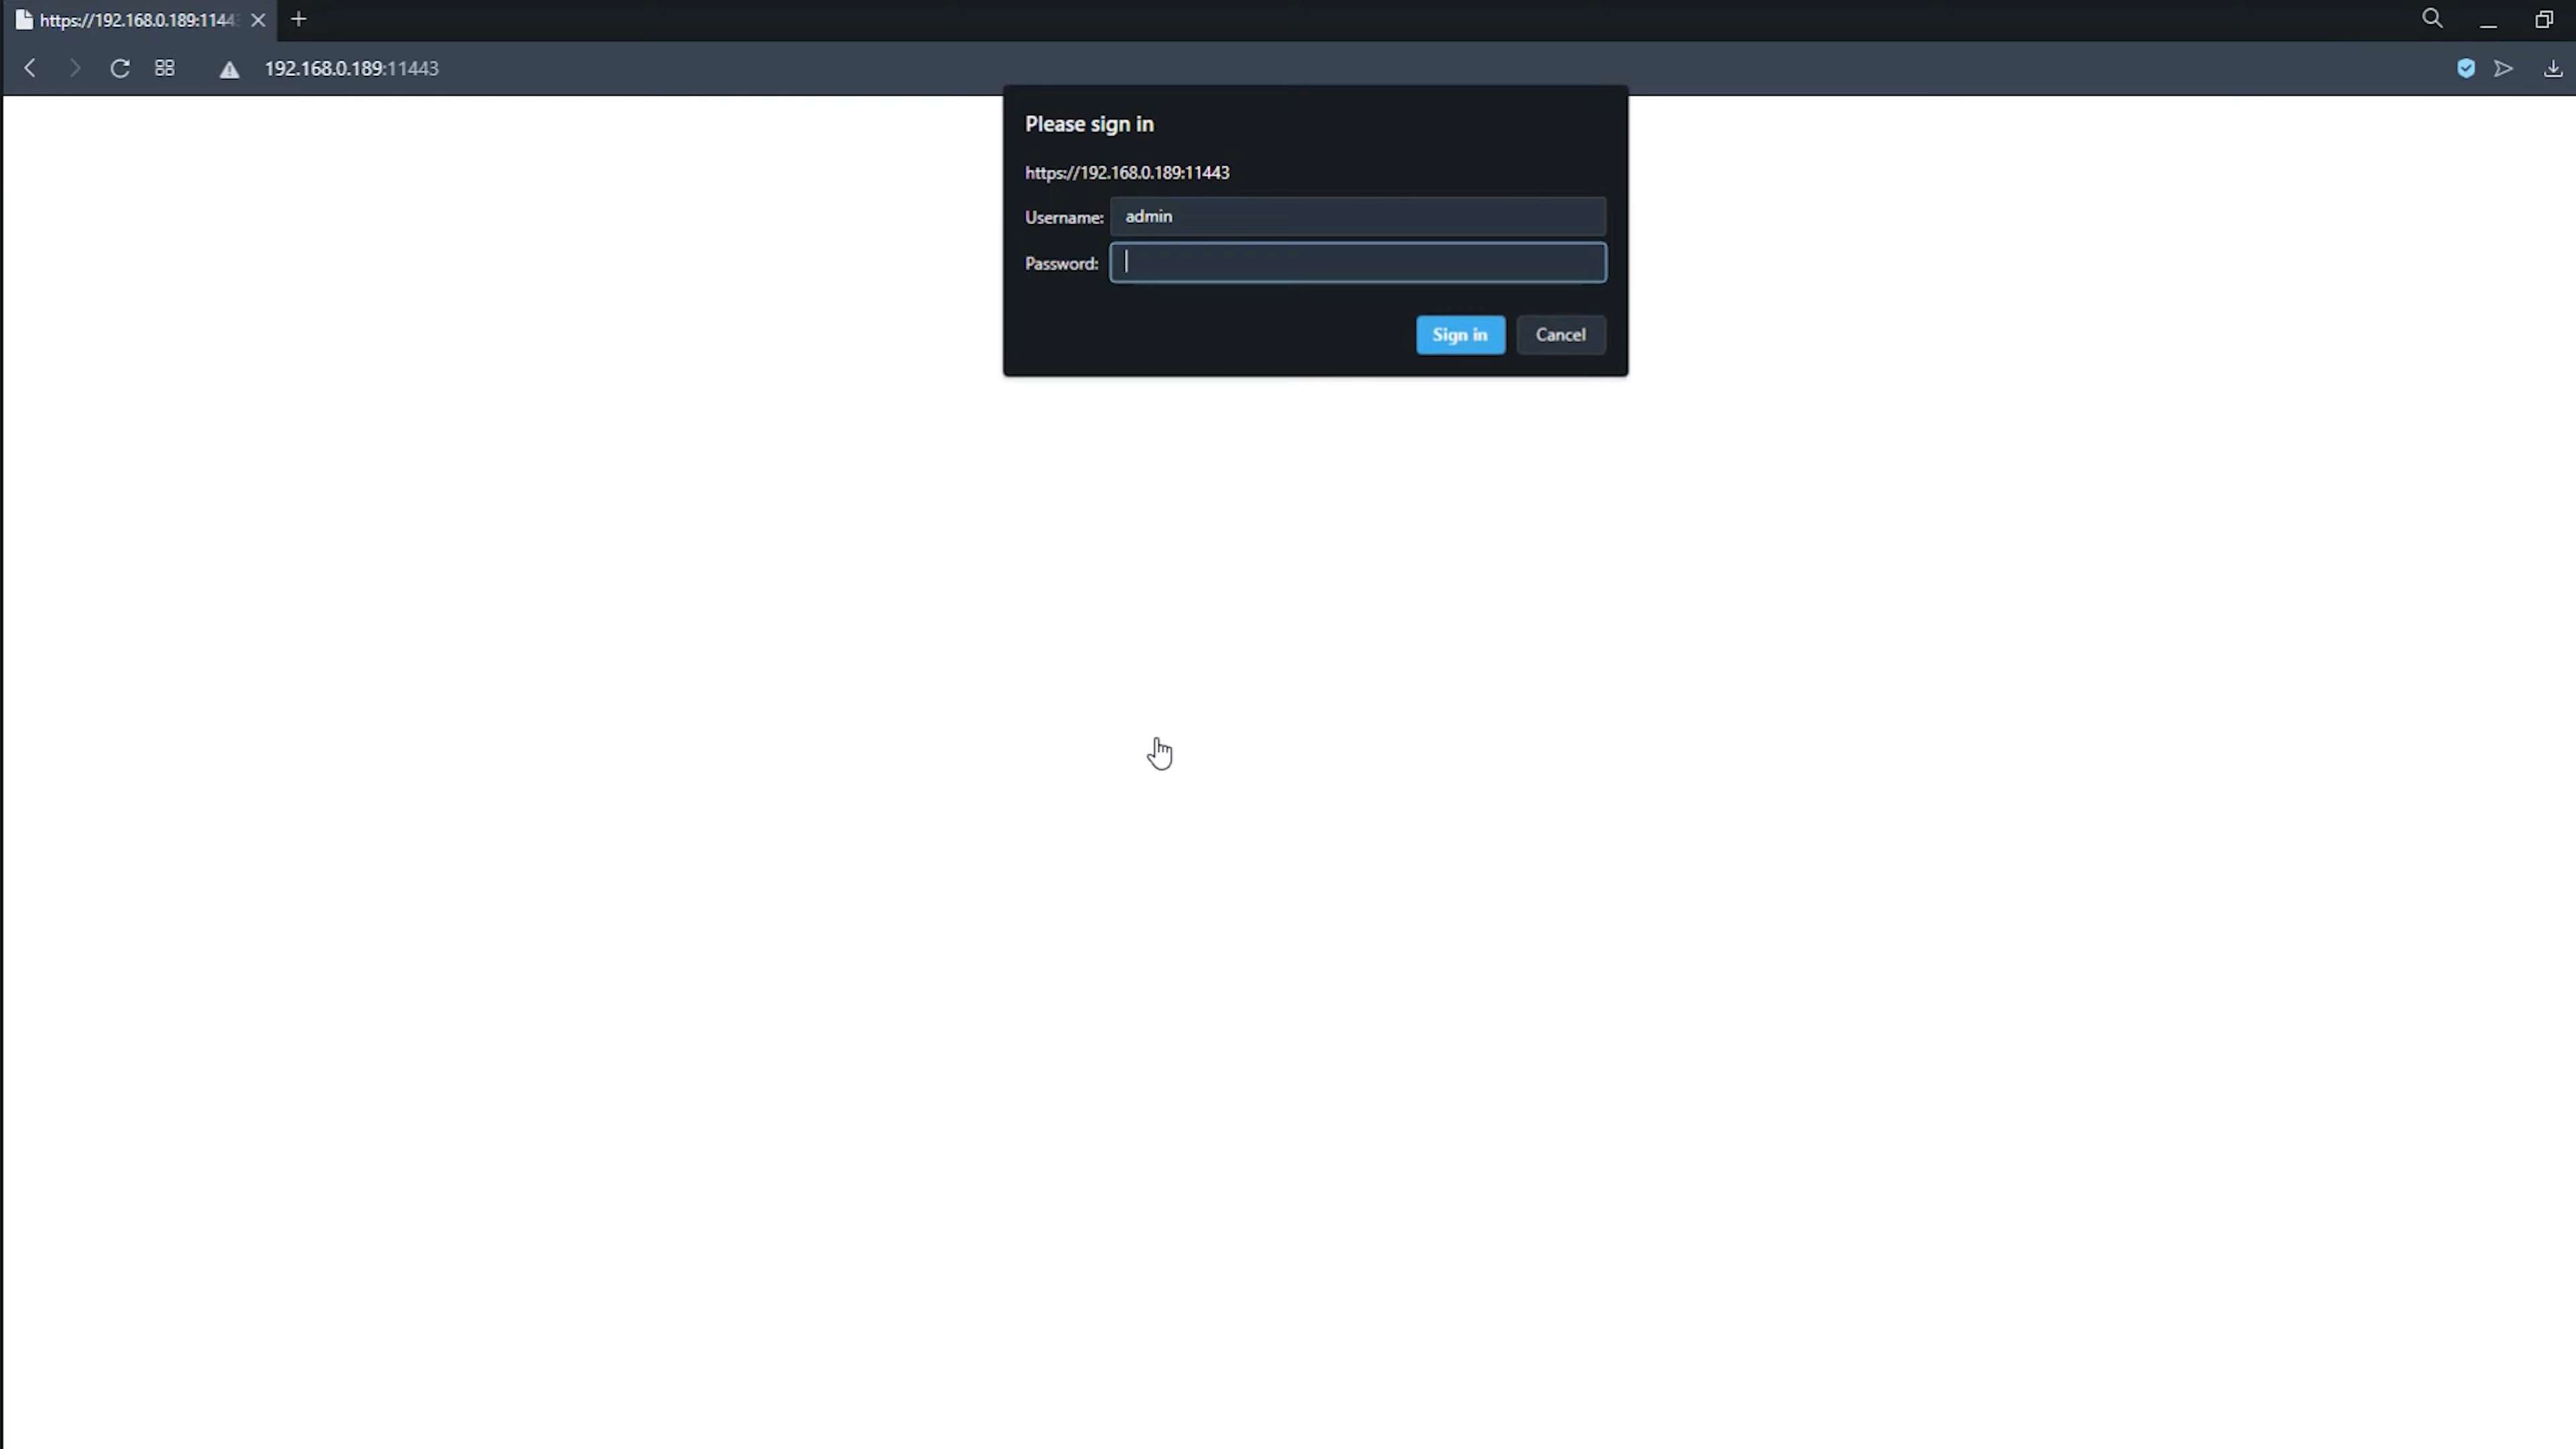 https://192.168.0.189:1144
192.168.0.189:11443
Please sign in
https://192.168.0.189:11443
Username: admin
Password:
Sign in Cancel